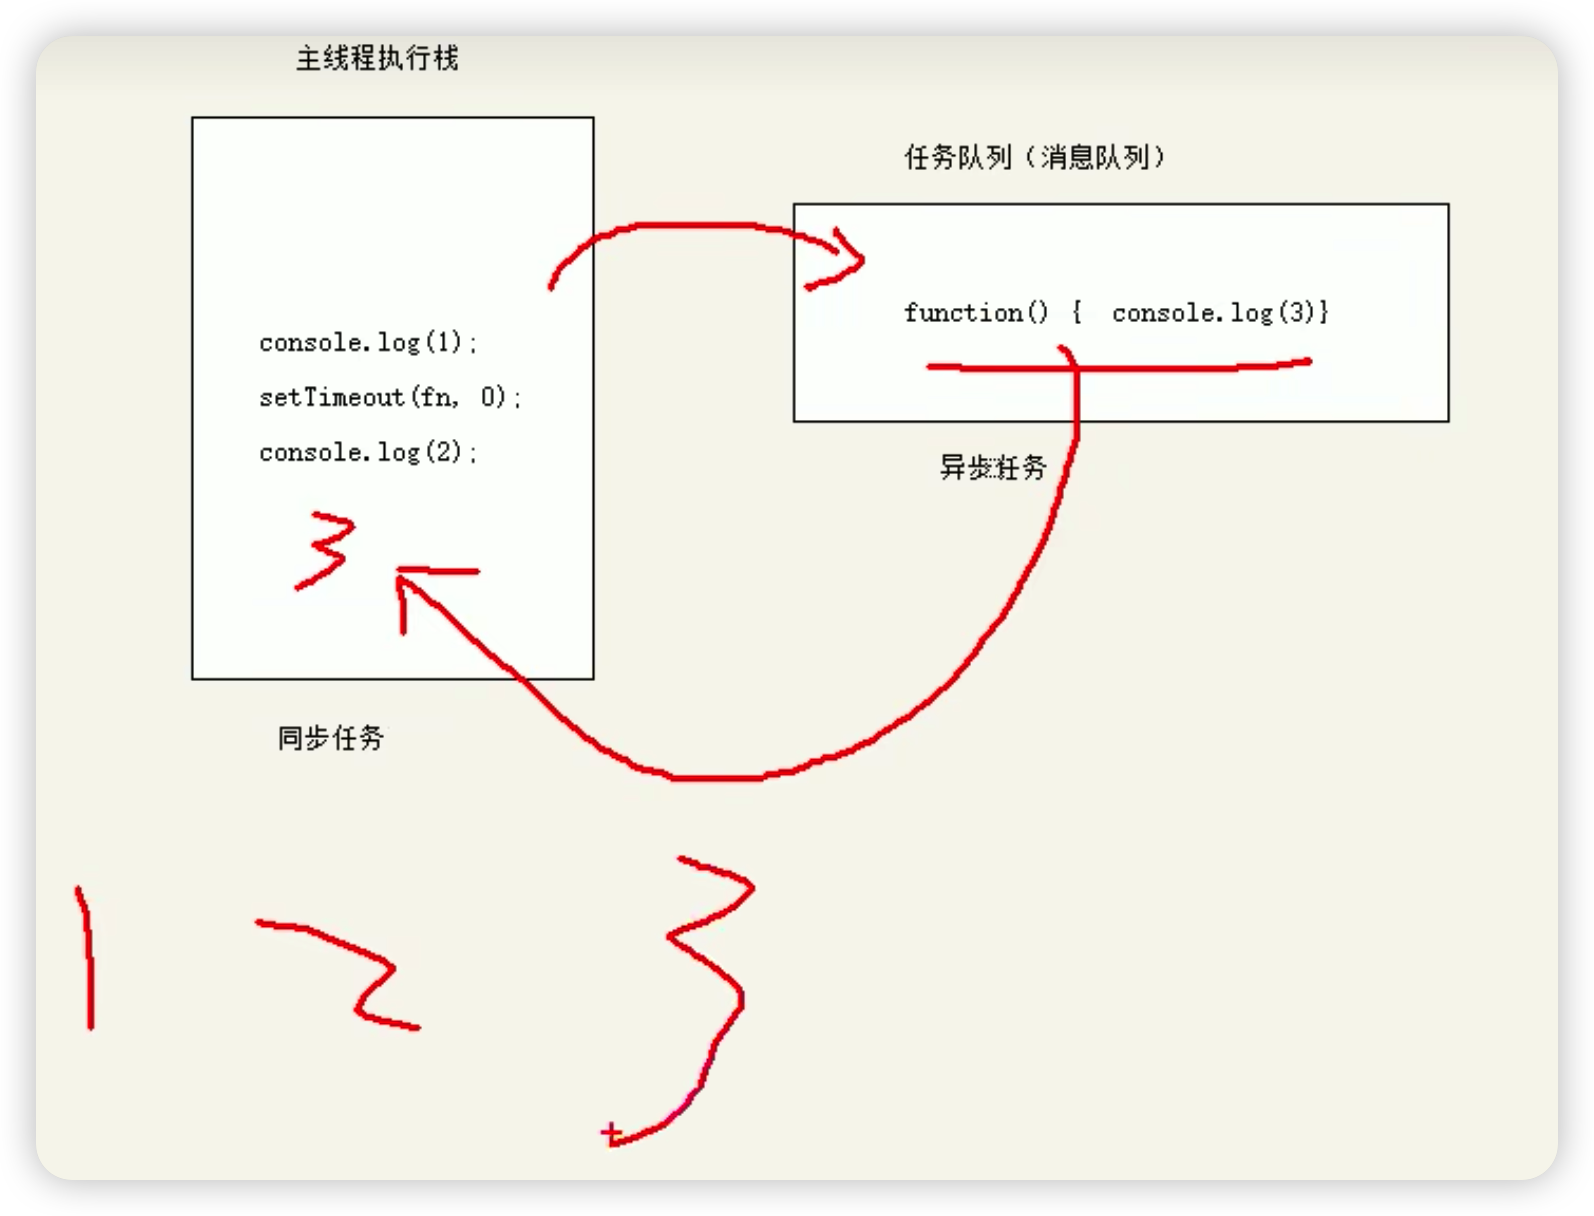 主线程执行栈
任务队列（消息队列）
console.log(1);
setTimeout(fn, 0);
console.log(2);
3
function() {  console.log(3)}
异步任务
同步任务
1 2 3